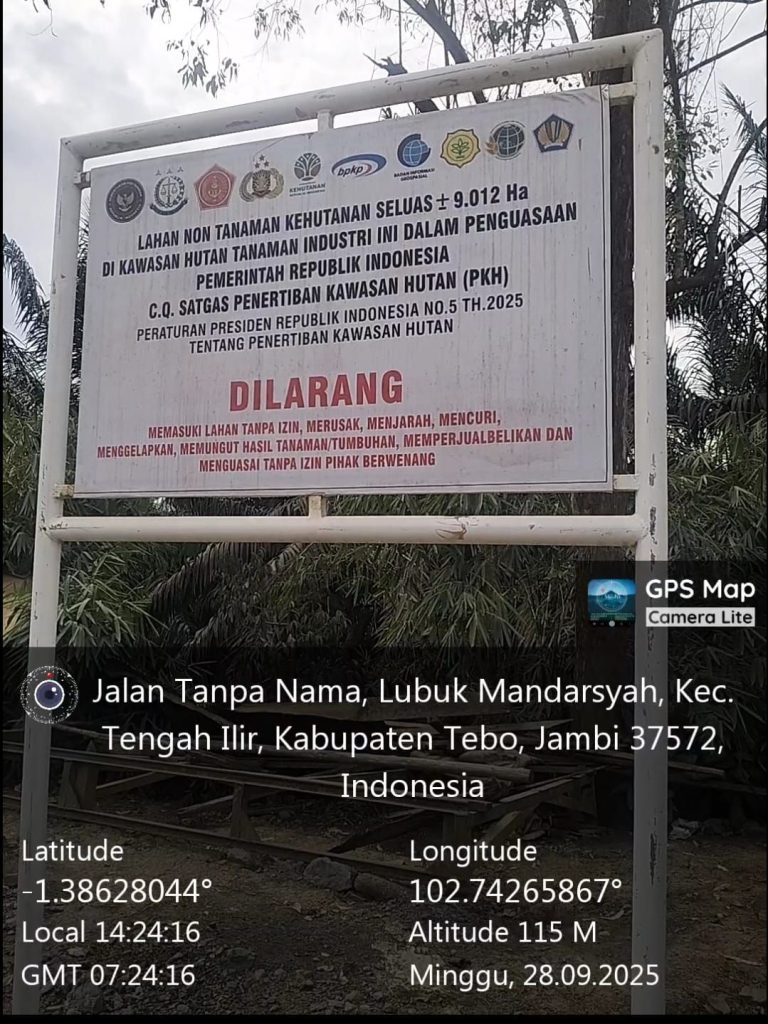 KEHUTANAN
bpkp
BADAN INFORMASI
GEOSPASIAL
LAHAN NON TANAMAN KEHUTANAN SELUAS ± 9.012 Ha
DI KAWASAN HUTAN TANAMAN INDUSTRI INI DALAM PENGUASAAN
PEMERINTAH REPUBLIK INDONESIA
C.Q. SATGAS PENERTIBAN KAWASAN HUTAN (PKH)
PERATURAN PRESIDEN REPUBLIK INDONESIA NO.5 TH.2025
TENTANG PENERTIBAN KAWASAN HUTAN
DILARANG
MEMASUKI LAHAN TANPA IZIN, MERUSAK, MENJARAH, MENCURI,
MENGGELAPKAN, MEMUNGUT HASIL TANAMAN/TUMBUHAN, MEMPERJUALBELIKAN DAN
MENGUASAI TANPA IZIN PIHAK BERWENANG
GPS Map
Camera Lite
Jalan Tanpa Nama, Lubuk Mandarsyah, Kec.
Tengah Ilir, Kabupaten Tebo, Jambi 37572,
Indonesia
Latitude
-1.38628044°
Local 14:24:16
GMT 07:24:16
Longitude
102.74265867°
Altitude 115 M
Minggu, 28.09.2025